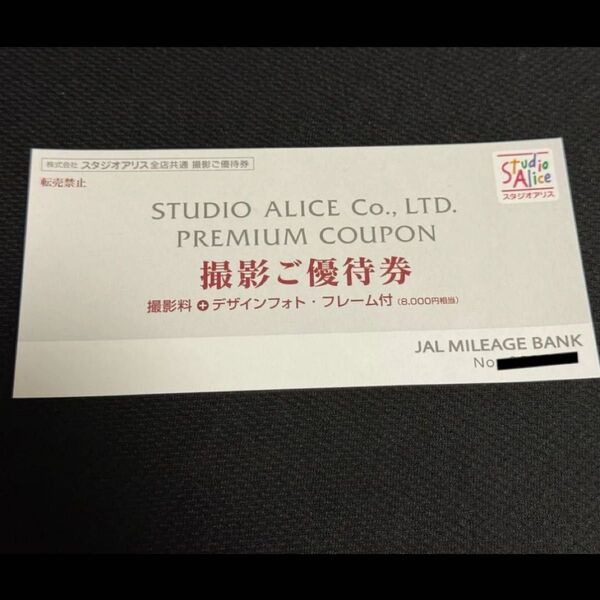 株式会社 スタジオアリス全店共通 撮影ご優待券
転売禁止
Studio
Alice
スタジオアリス
STUDIO ALICE Co., LTD.
PREMIUM COUPON
撮影ご優待券
撮影料+デザインフォト・フレーム付(8,000円相当)
JAL MILEAGE BANK
No